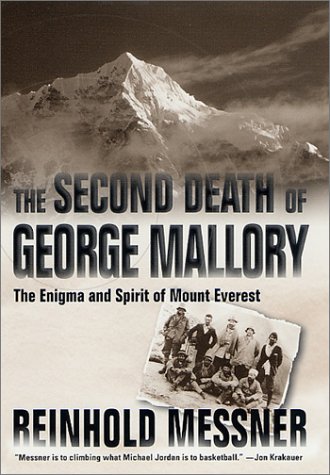 THE SECOND DEATH OF
GEORGE MALLORY
The Enigma and Spirit of Mount Everest
REINHOLD MESSNER
"Messner is to climbing what Michael Jordan is to basketball." —Jon Krakauer